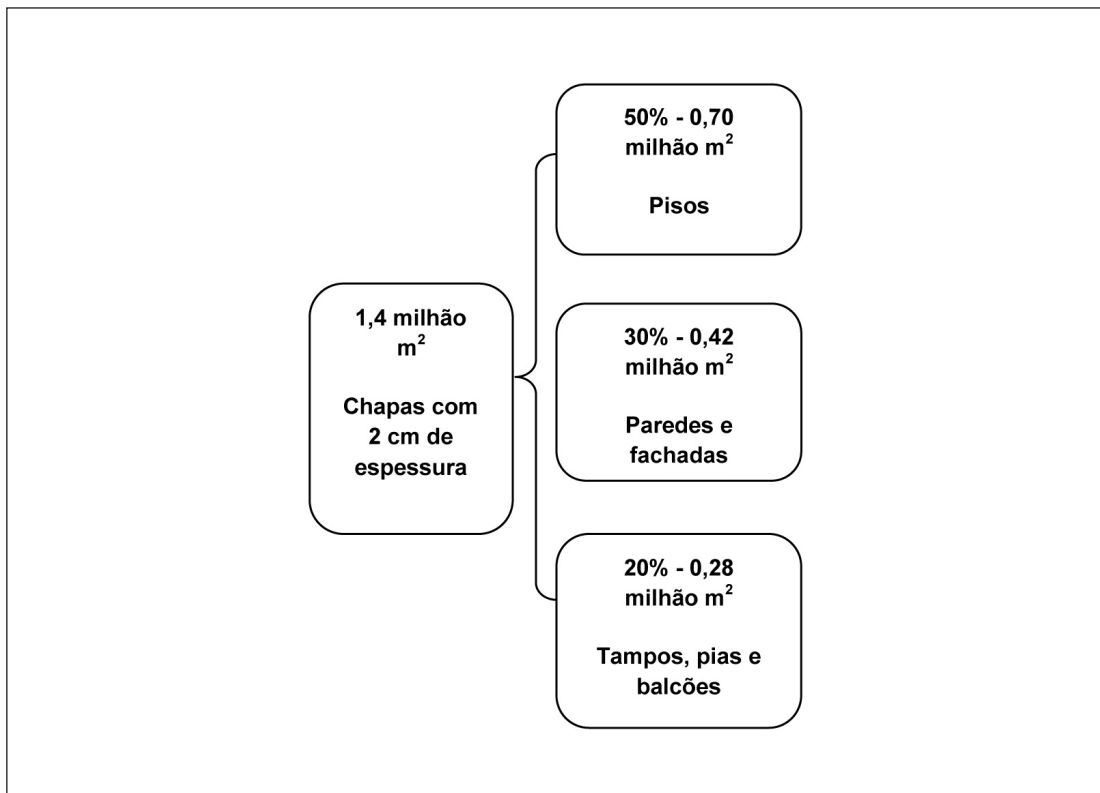 1,4 milhão
m²
Chapas com
2 cm de
espessura
50% - 0,70
milhão m²
Pisos
30% - 0,42
milhão m²
Paredes e
fachadas
20% - 0,28
milhão m²
Tampos, pias e
balcões